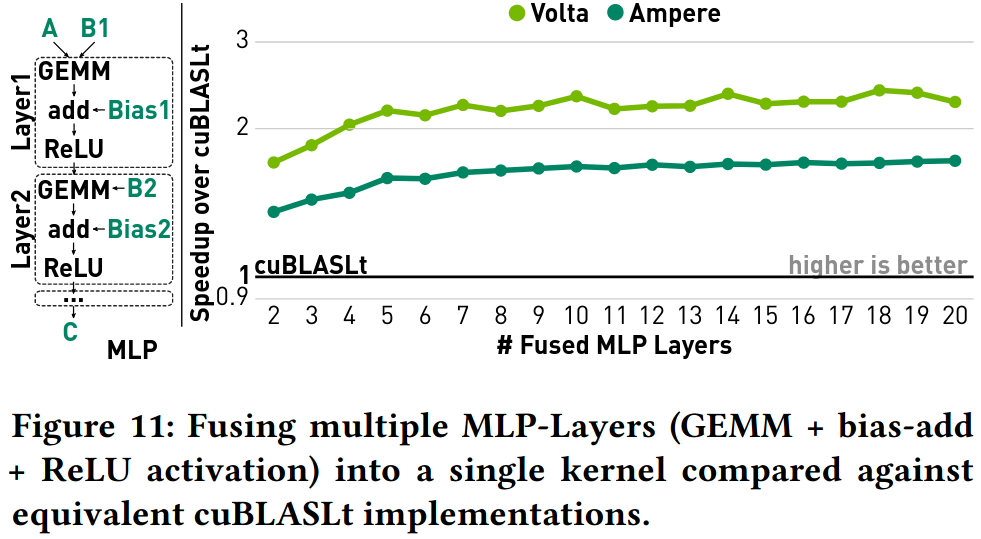 A B1
GEMM
add Bias1
ReLU
Layer1
GEMM B2
add Bias2
ReLU
Layer2
...
C
MLP
Volta Ampere
Speedup over cuBLASLt
3
2
1
0.9
cuBLASLt
higher is better
2 3 4 5 6 7 8 9 10 11 12 13 14 15 16 17 18 19 20
# Fused MLP Layers
Figure 11: Fusing multiple MLP-Layers (GEMM + bias-add
+ ReLU activation) into a single kernel compared against
equivalent cuBLASLt implementations.